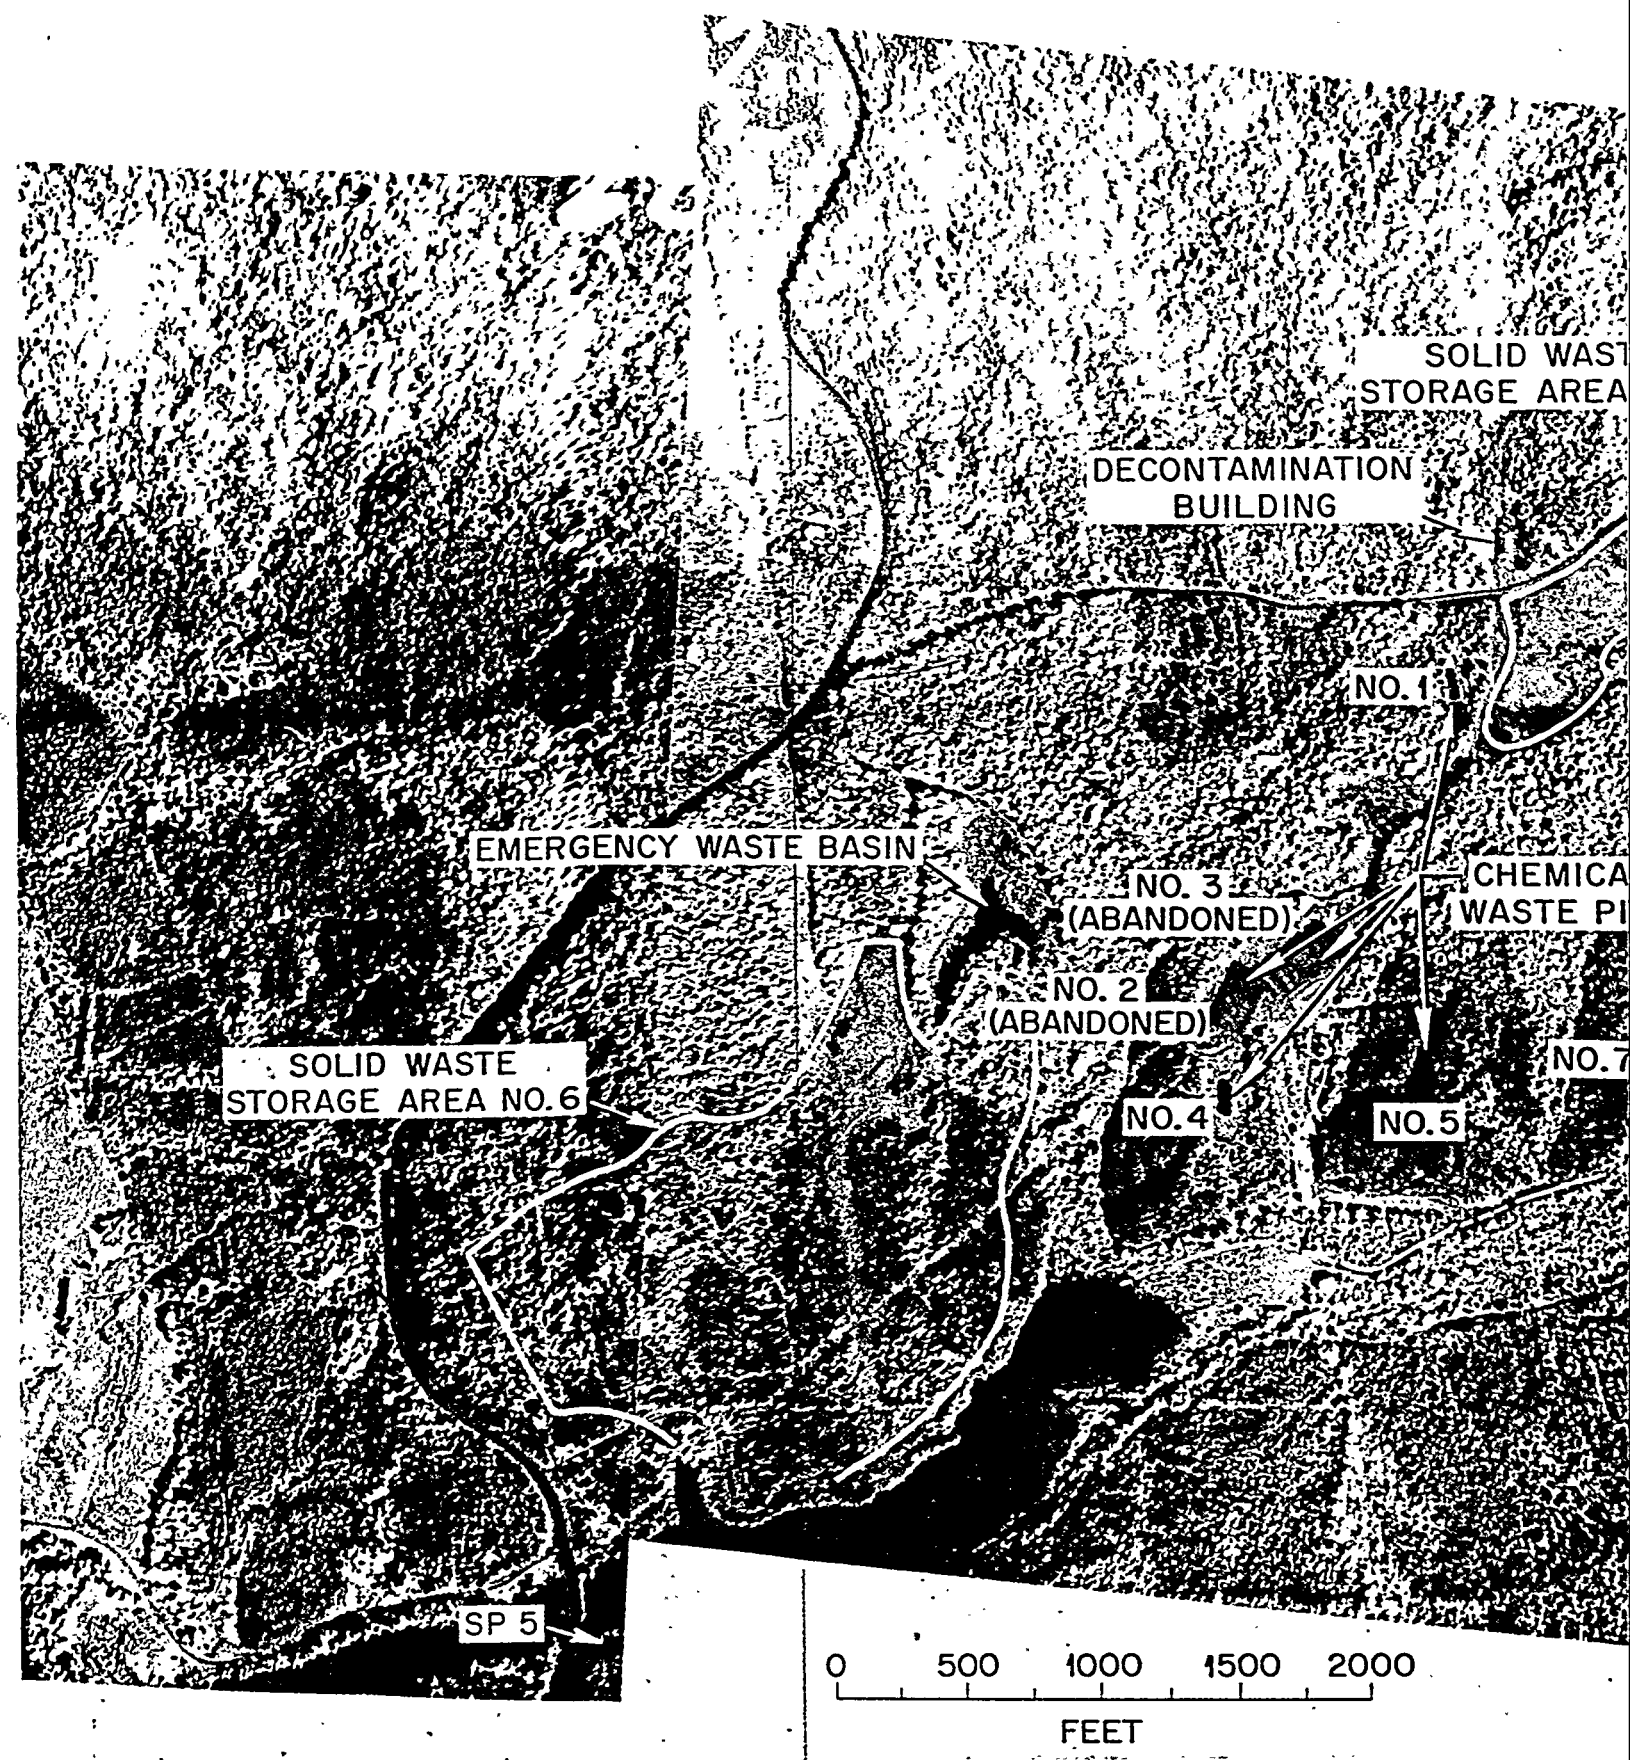 SOLID WAST
STORAGE AREA
DECONTAMINATION
BUILDING
NO. 1
EMERGENCY WASTE BASIN
NO. 3
(ABANDONED)
CHEMICA
WASTE PI
NO. 2
(ABANDONED)
SOLID WASTE
STORAGE AREA NO. 6
NO. 4
NO. 5
NO. 7
SP 5
0 500 1000 1500 2000
FEET